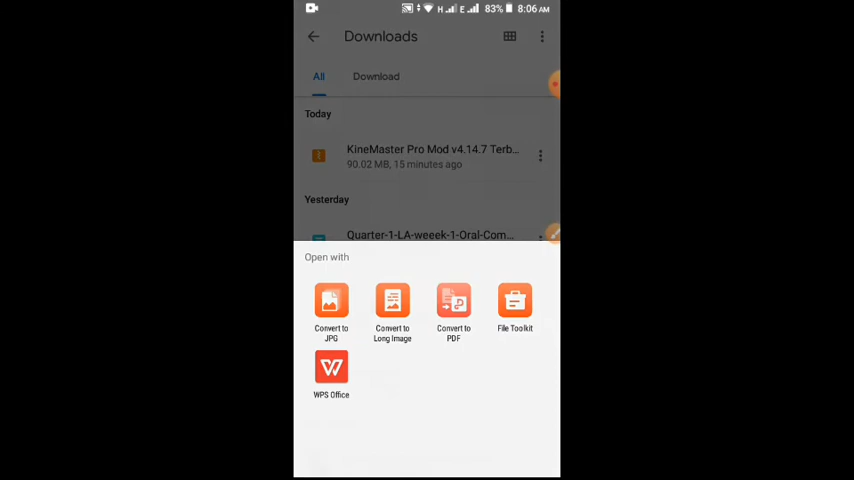 H E 83% 8:06 AM
Downloads
All Download
Today
KineMaster Pro Mod v4.14.7 Terb...
90.02 MB, 15 minutes ago
Yesterday
Quarter-1-LA-weeek-1-Oral-Com...
Open with
Convert to JPG
Convert to Long Image
Convert to PDF
File Toolkit
WPS Office